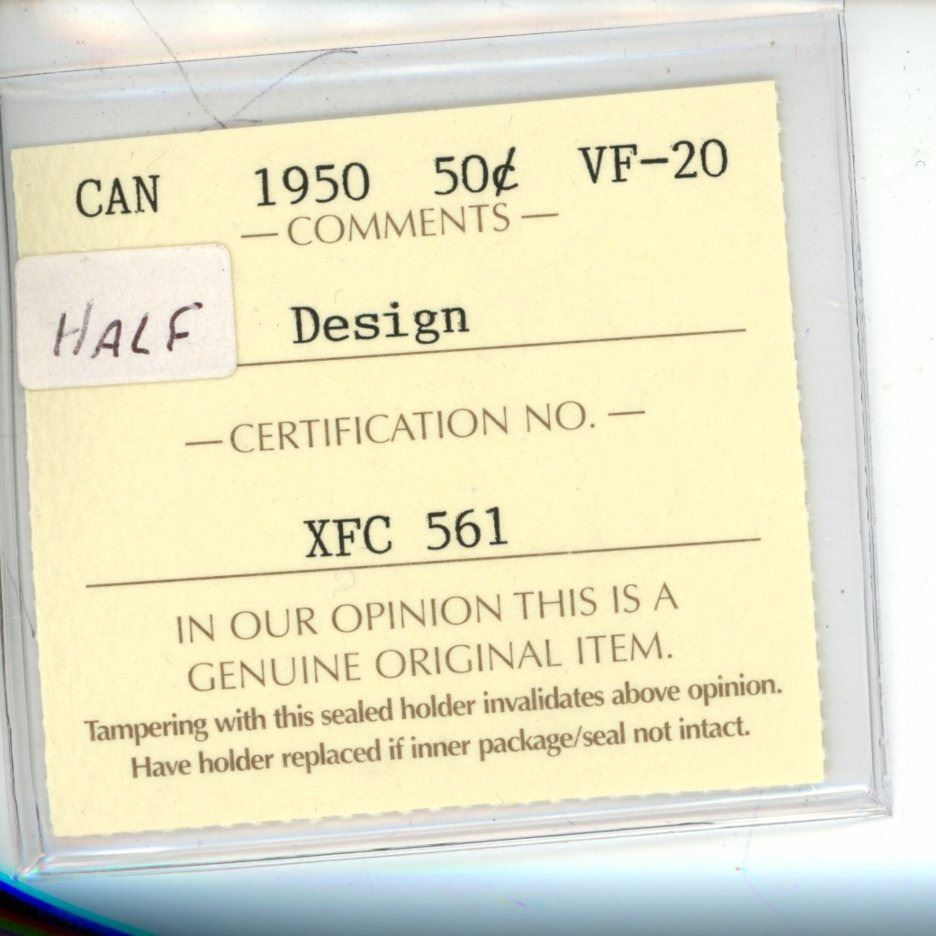 CAN 1950 50¢ VF-20
— COMMENTS —
HALF
Design
— CERTIFICATION NO. —
XFC 561
IN OUR OPINION THIS IS A
GENUINE ORIGINAL ITEM.
Tampering with this sealed holder invalidates above opinion.
Have holder replaced if inner package/seal not intact.